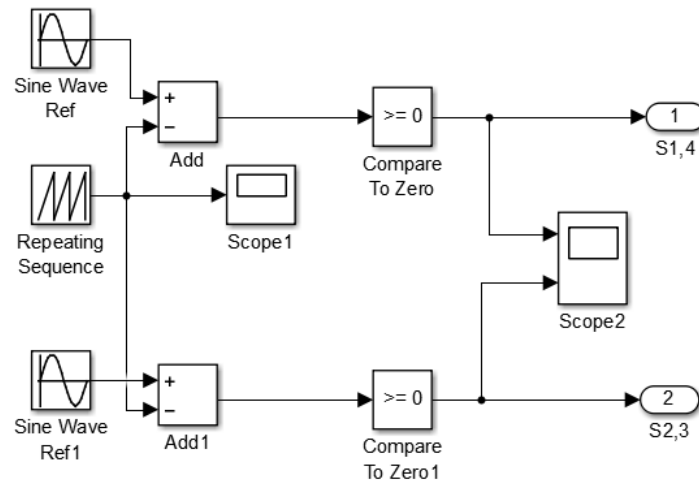 Sine Wave
Ref
+
−
Add
>= 0
Compare
To Zero
1
S1,4
Repeating
Sequence
Scope1
Scope2
Sine Wave
Ref1
+
−
Add1
>= 0
Compare
To Zero1
2
S2,3